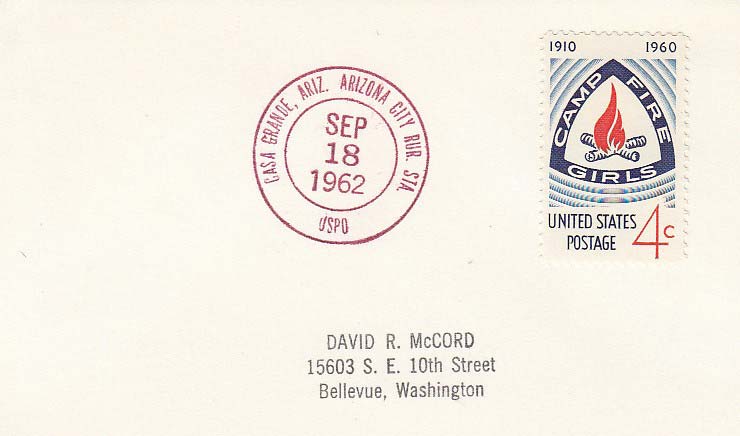 CASA GRANDE, ARIZ. ARIZONA CITY RUR. STA.
SEP
18
1962
USPO
1910 1960
CAMP FIRE
GIRLS
UNITED STATES
POSTAGE
4c
DAVID R. McCORD
15603 S. E. 10th Street
Bellevue, Washington